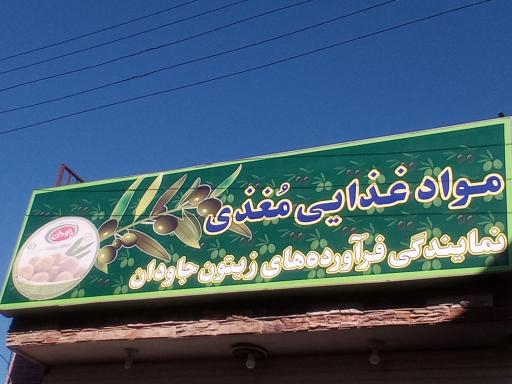 مواد غذایی مُغذی
نمایندگی فرآورده‌های زیتون جاودان